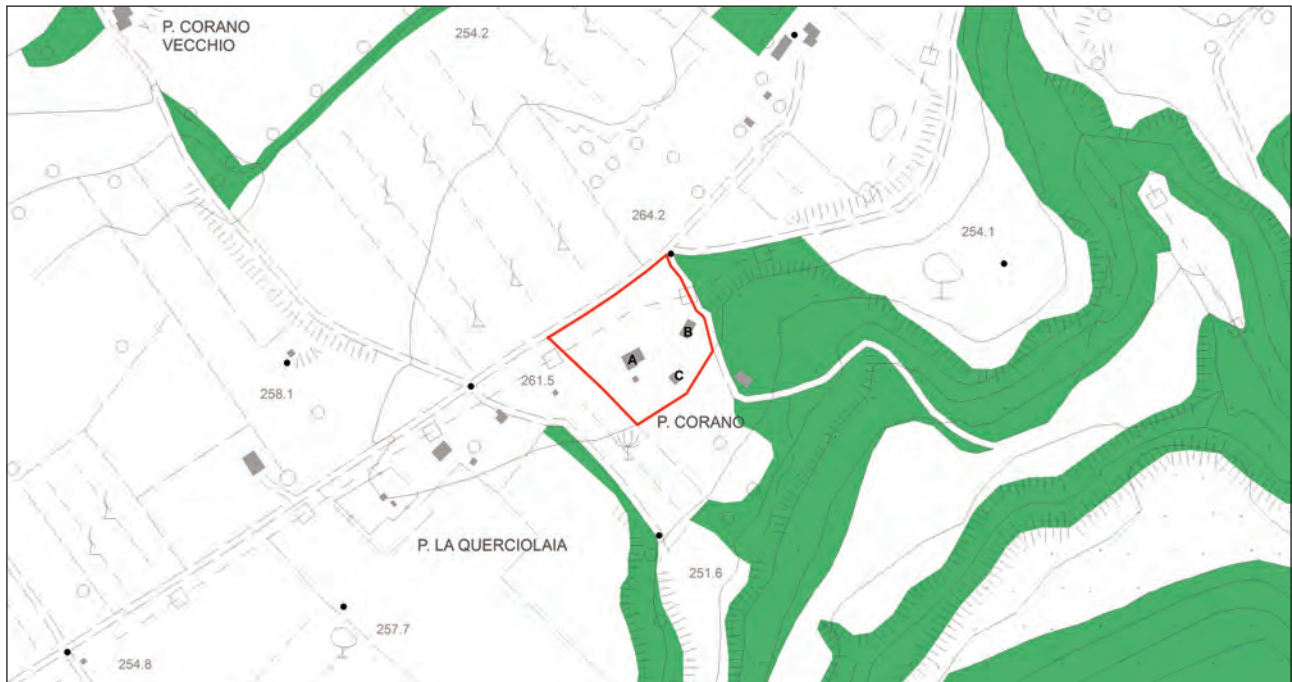 P. CORANO
VECCHIO
254.2
264.2
254.1
B
A
C
261.5
258.1
P. CORANO
P. LA QUERCIOLAIA
251.6
257.7
254.8